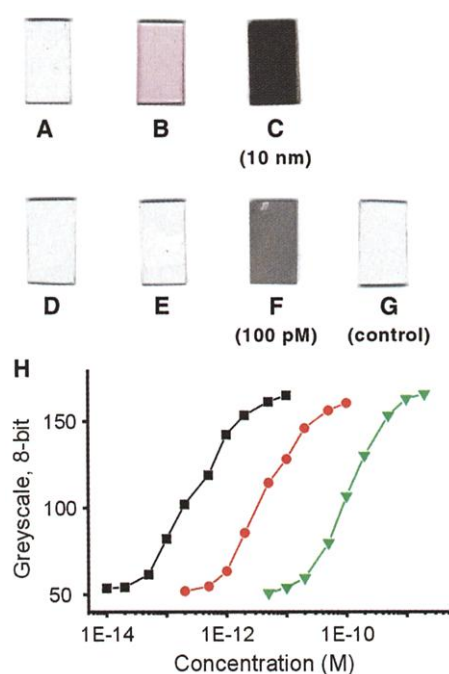 A B C
(10 nm)
D E F G
(100 pM) (control)
H
Greyscale, 8-bit
150
100
50
1E-14 1E-12 1E-10
Concentration (M)